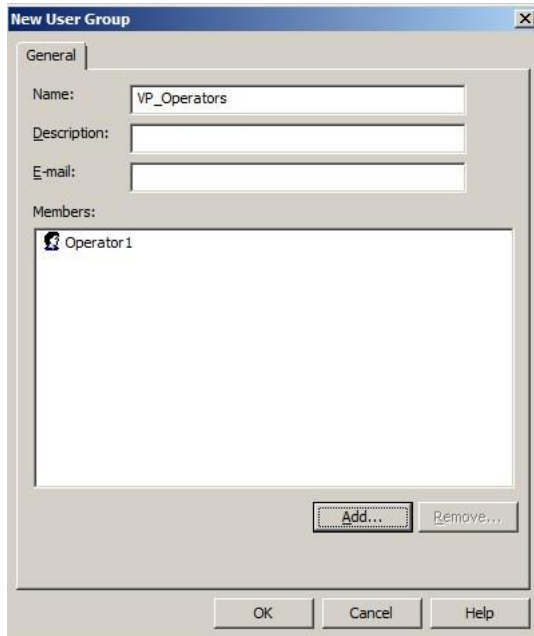 New User Group
General
Name: VP_Operators
Description:
E-mail:
Members:
Operator1
Add... Remove...
OK Cancel Help